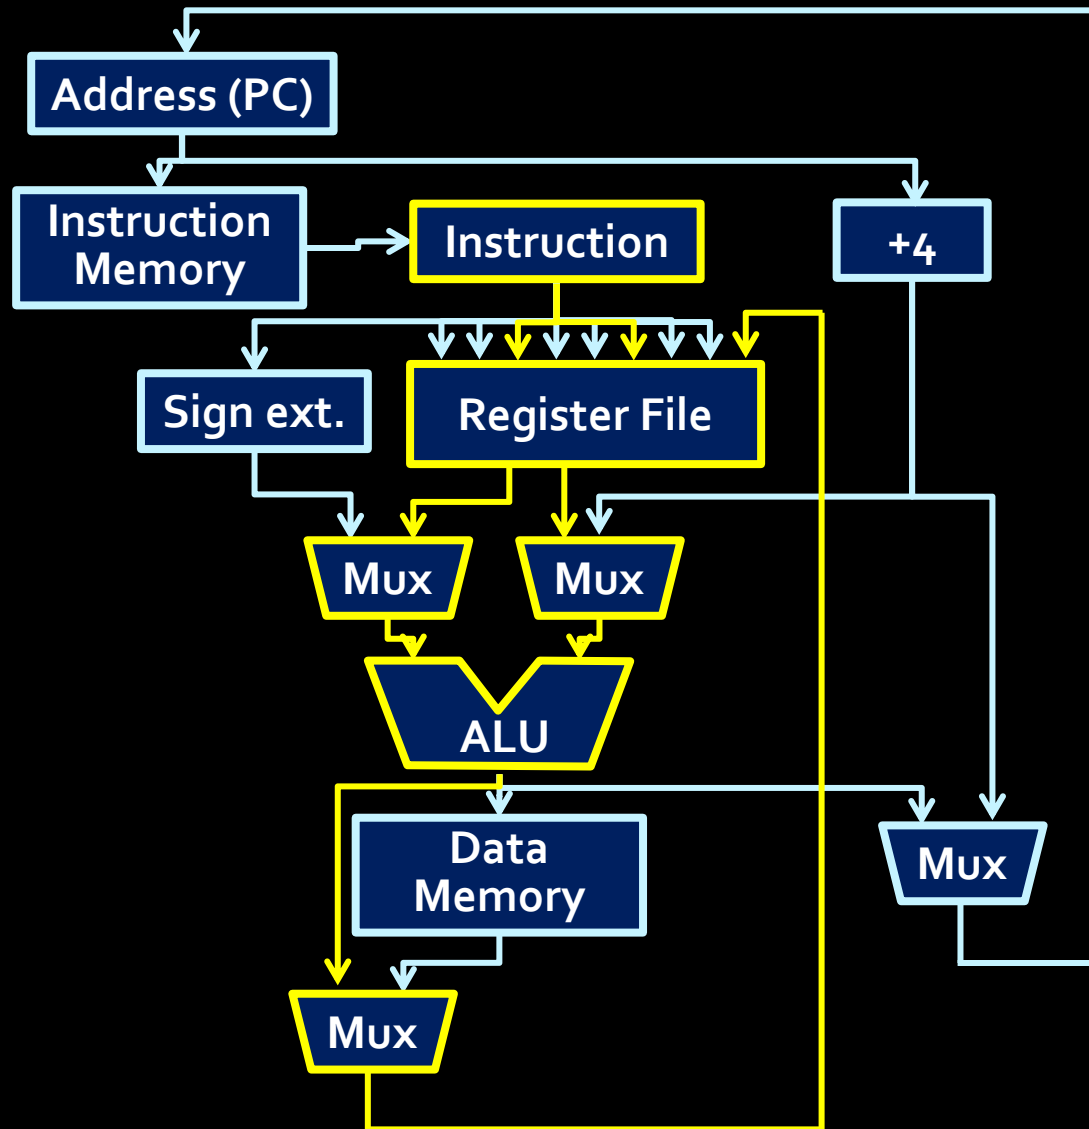 Address (PC)
Instruction
Memory
Instruction
+4
Sign ext.
Register File
Mux
Mux
ALU
Data
Memory
Mux
Mux